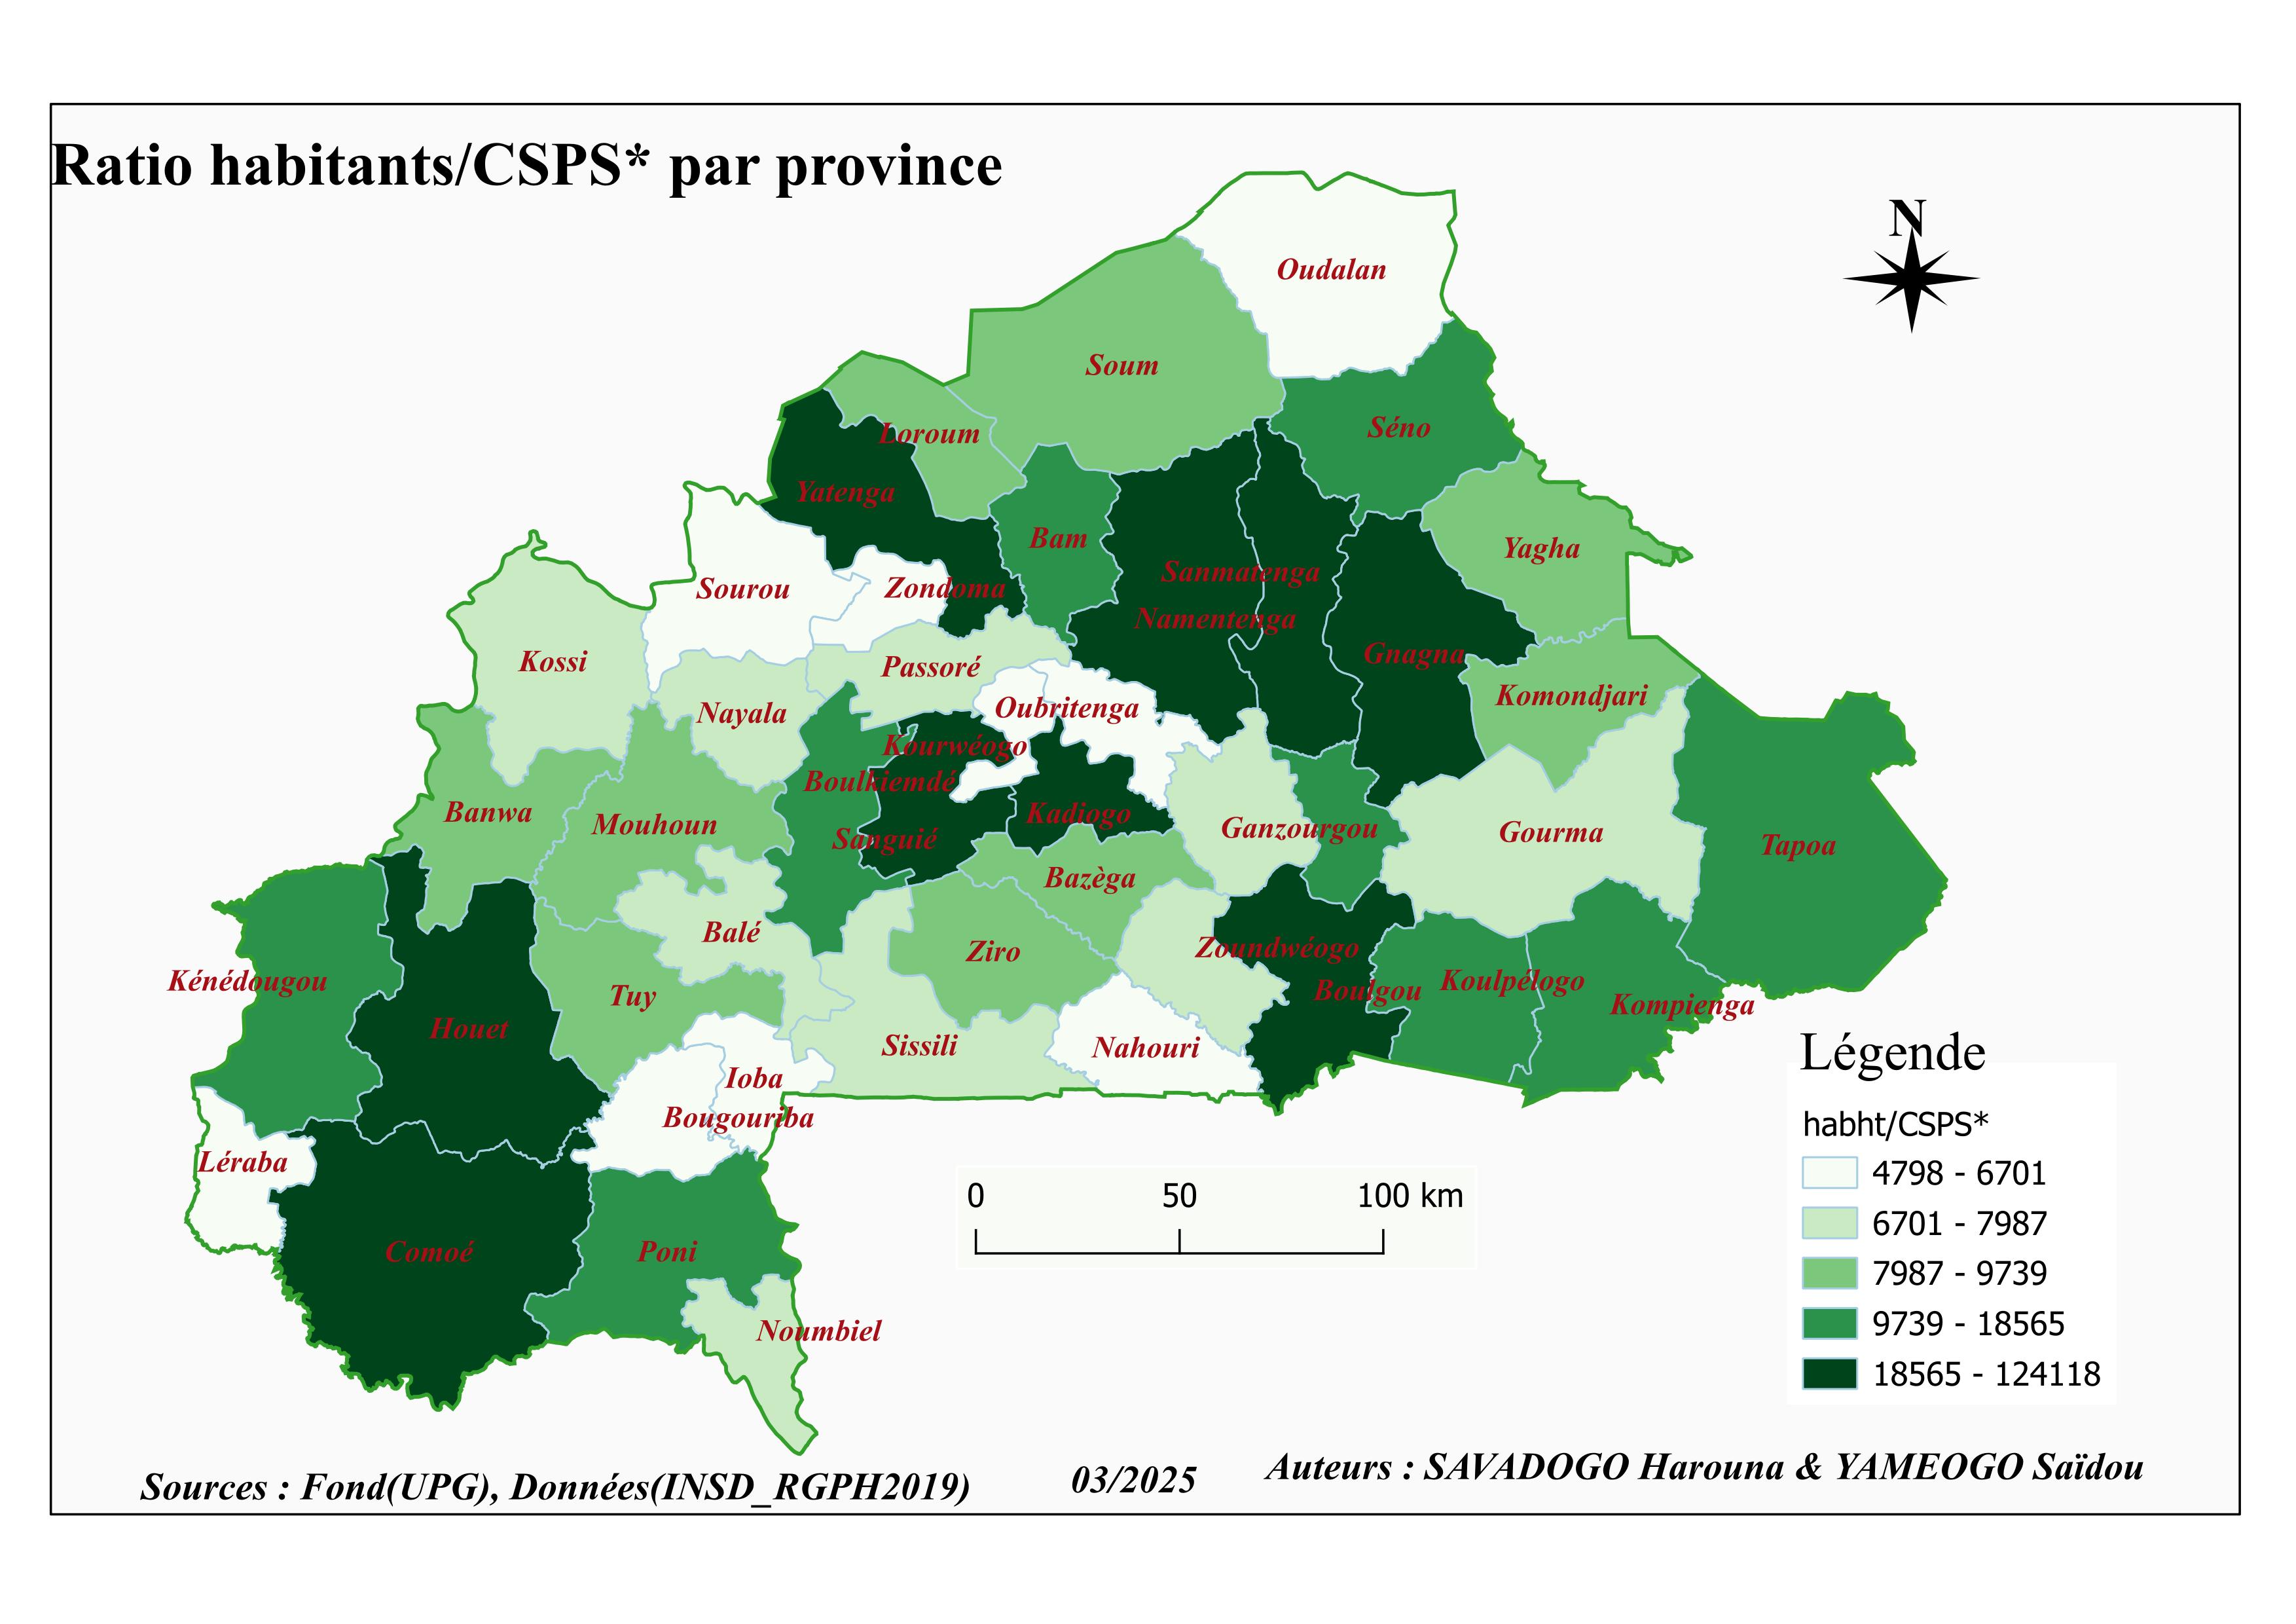 Ratio habitants/CSPS* par province
N
Oudalan
Soum
Séno
Loroum
Yatenga
Bam
Yagha
Sanmatenga
Sourou
Zondoma
Namentenga
Kossi
Passoré
Gnagna
Komondjari
Nayala
Oubritenga
Kourwéogo
Boulkiemdé
Banwa
Mouhoun
Kadiogo
Sanguié
Ganzourgou
Gourma
Tapoa
Bazèga
Balé
Ziro
Zoundwéogo
Kénédougou
Tuy
Boulgou
Koulpélogo
Kompienga
Houet
Sissili
Nahouri
Ioba
Bougouriba
Léraba
Comoé
Poni
Noumbiel
0 50 100 km
Légende
habht/CSPS*
4798 - 6701
6701 - 7987
7987 - 9739
9739 - 18565
18565 - 124118
Sources : Fond(UPG), Données(INSD_RGPH2019)
03/2025
Auteurs : SAVADOGO Harouna & YAMEOGO Saïdou